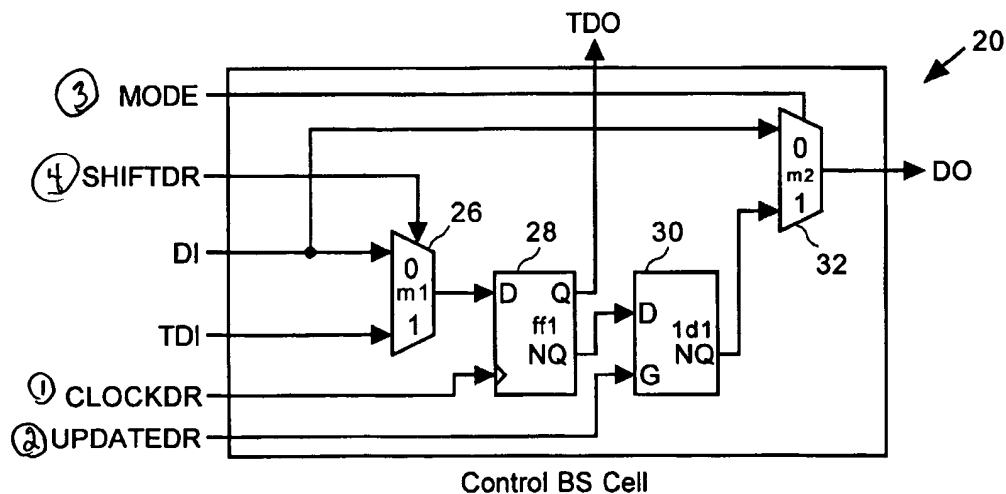 TDO
20
③ MODE
④ SHIFTDR
0
m2
1
DO
26
28
30
32
DI
0
m1
1
D Q
ff1
NQ
D
1d1
NQ
G
TDI
① CLOCKDR
② UPDATEDR
Control BS Cell